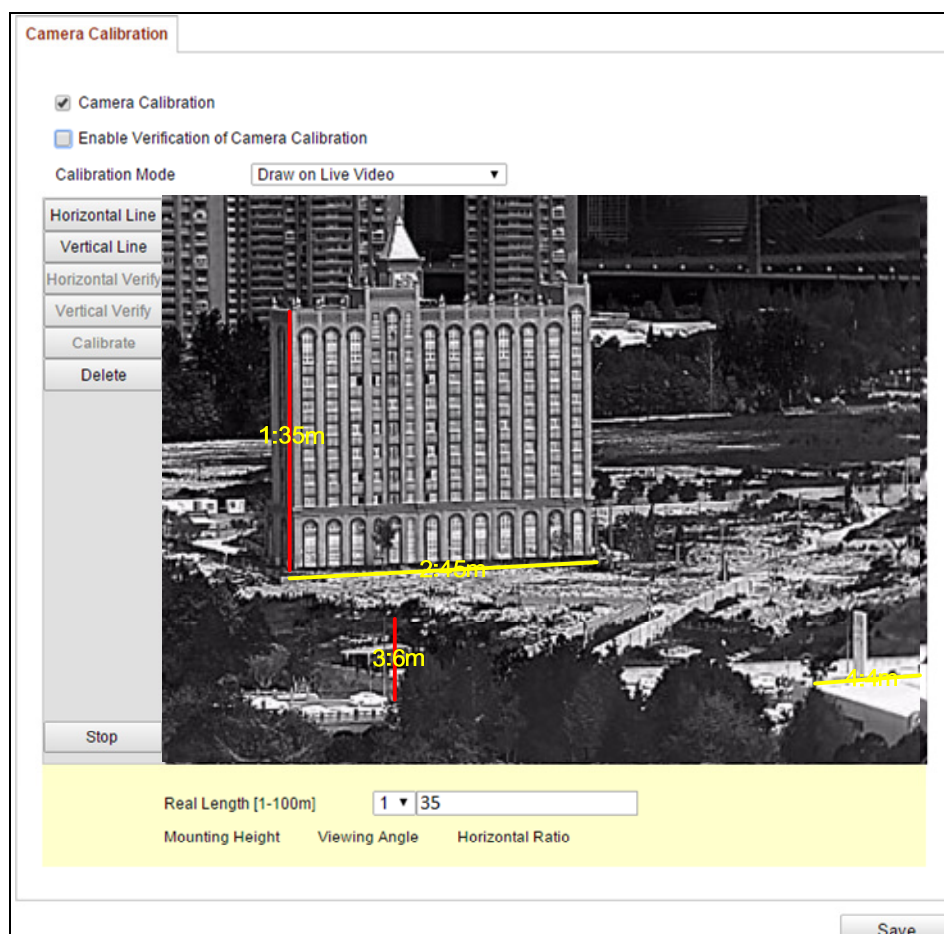 Camera Calibration
Camera Calibration
Enable Verification of Camera Calibration
Calibration Mode Draw on Live Video
Horizontal Line
Vertical Line
Horizontal Verify
Vertical Verify
Calibrate
Delete
1:35m
2:45m
3:6m
4:4m
Stop
Real Length [1-100m] 1 35
Mounting Height Viewing Angle Horizontal Ratio
Save